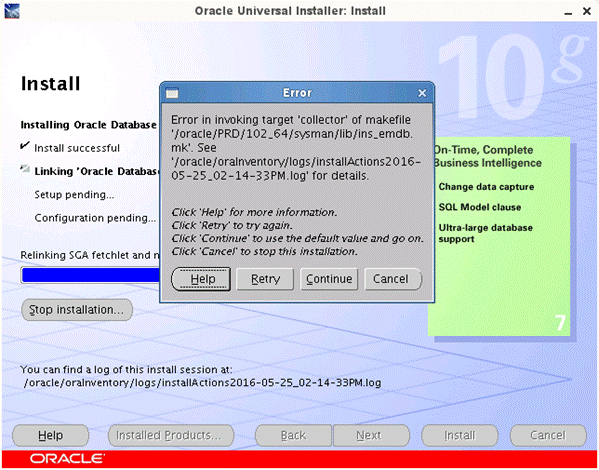 Oracle Universal Installer: Install
10g
Install
Installing Oracle Database
Install successful
Linking 'Oracle Database
Setup pending...
Configuration pending...
Relinking SGA fetchlet and n
Stop installation...
Error
Error in invoking target 'collector' of makefile
'/oracle/PRD/102_64/sysman/lib/ins_emdb.
mk'. See
'/oracle/oraInventory/logs/installActions2016-
05-25_02-14-33PM.log' for details.
Click 'Help' for more information.
Click 'Retry' to try again.
Click 'Continue' to use the default value and go on.
Click 'Cancel' to stop this installation.
Help Retry Continue Cancel
On-Time, Complete
Business Intelligence
Change data capture
SQL Model clause
Ultra-large database
support
7
You can find a log of this install session at:
/oracle/oraInventory/logs/installActions2016-05-25_02-14-33PM.log
Help Installed Products... Back Next Install Cancel
ORACLE